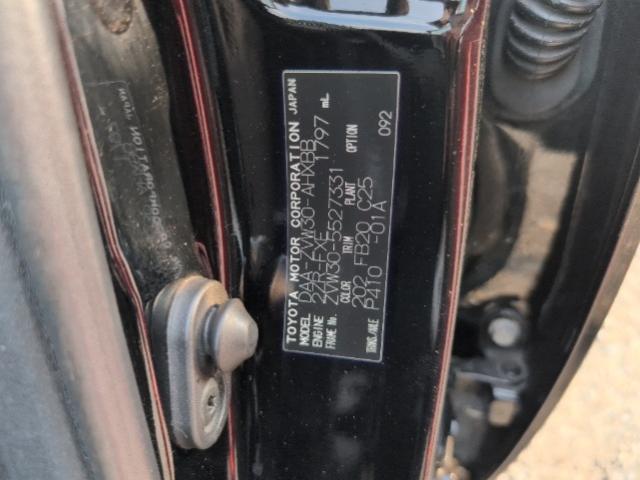 TOYOTA MOTOR CORPORATION JAPAN
MODEL DAA-ZVW30-AHXBB
ENGINE 2ZR-FXE 1797 mL
FRAME No. ZVW30-5527331
COLOR TRIM PLANT OPTION
202 FB20 C25 092
TRANS./AXLE P410 -01A